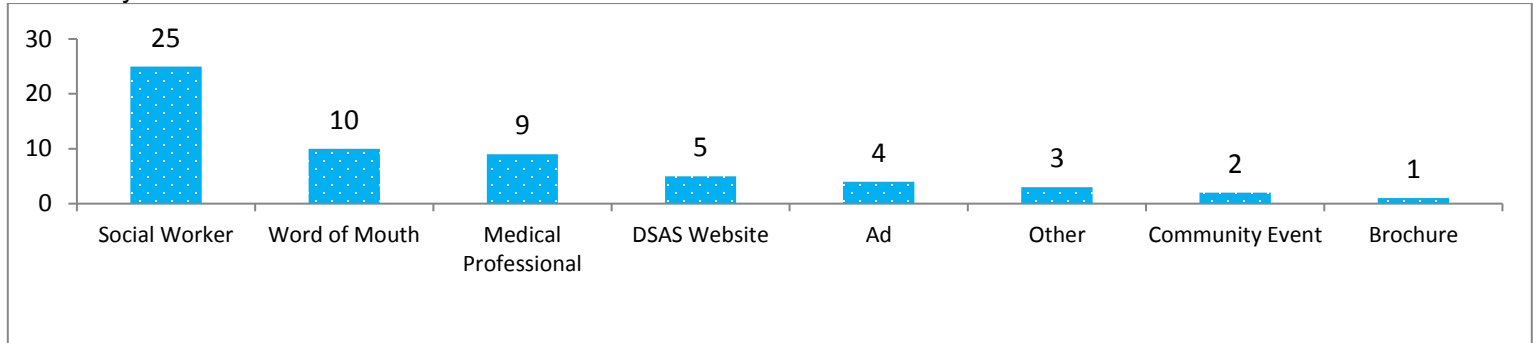 30
20
10
0
25
10
9
5
4
3
2
1
Social Worker
Word of Mouth
Medical
Professional
DSAS Website
Ad
Other
Community Event
Brochure